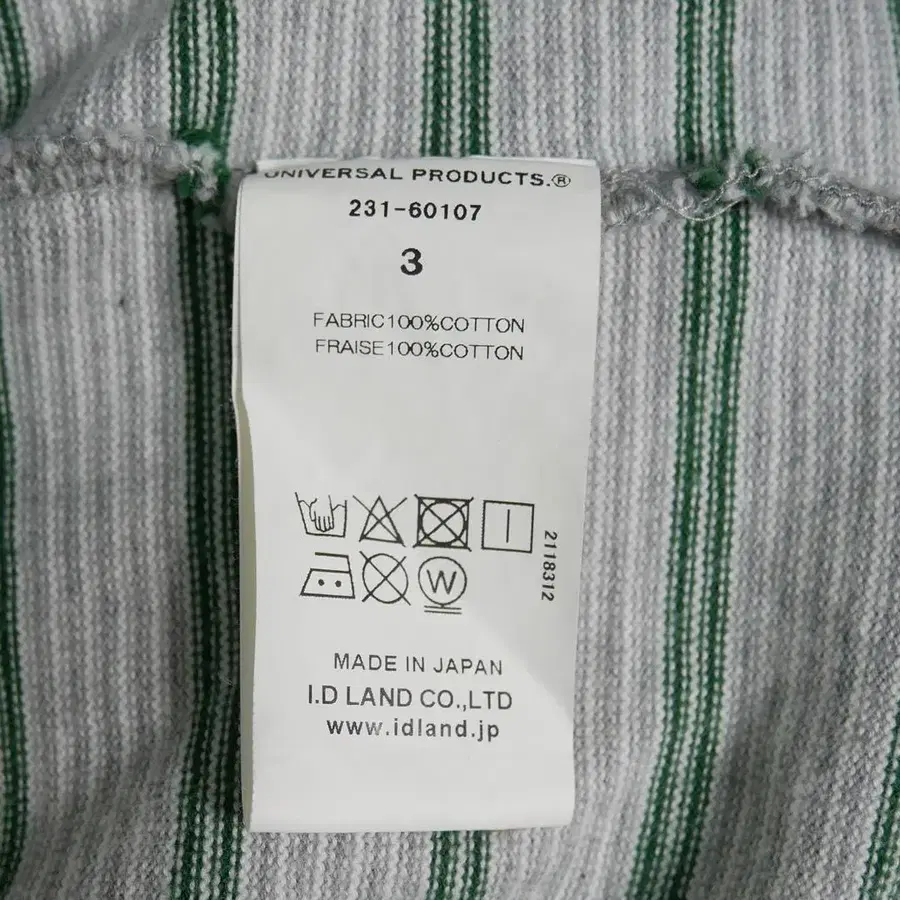 UNIVERSAL PRODUCTS.®
231-60107
3
FABRIC100%COTTON
FRAISE100%COTTON
W
2118312
MADE IN JAPAN
I.D LAND CO.,LTD
www.idland.jp